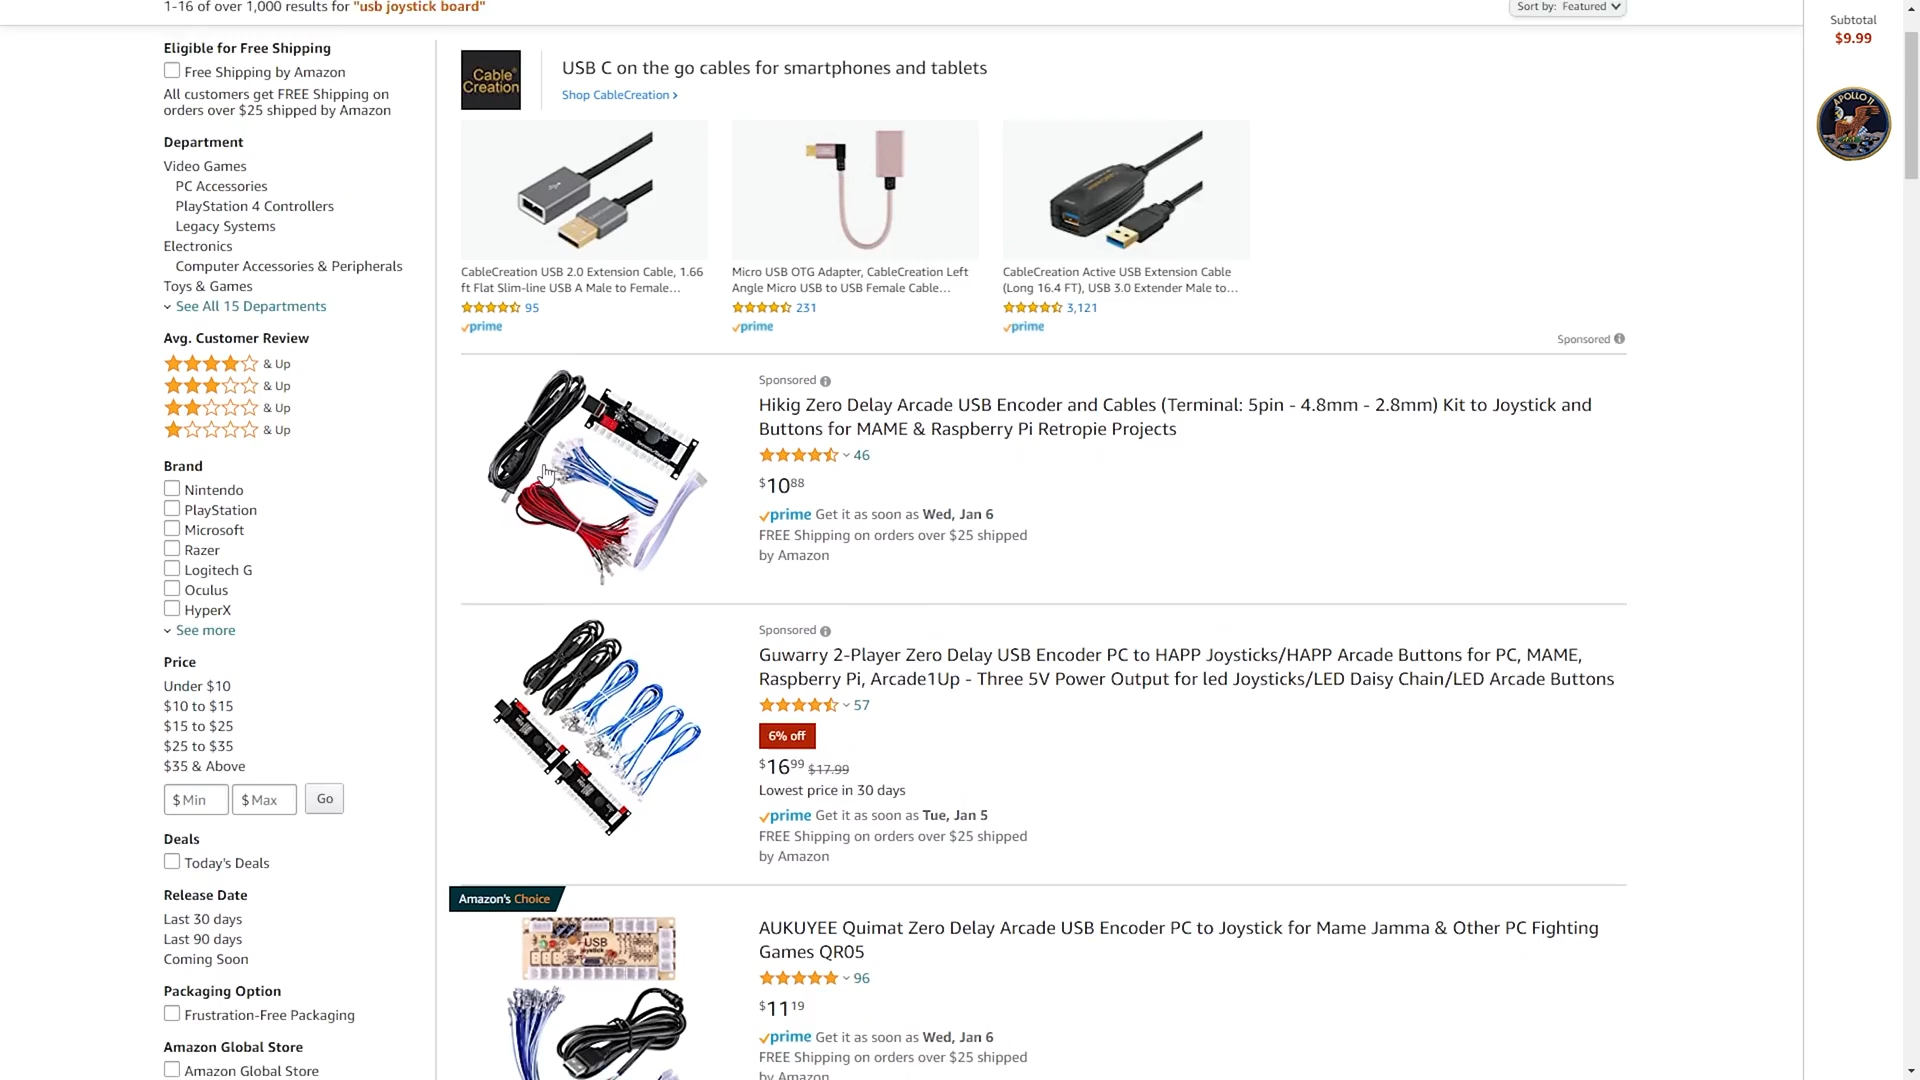 1-16 of over 1,000 results for "usb joystick board"
Sort by: Featured
Subtotal
$9.99
APOLLO 11
Eligible for Free Shipping
Free Shipping by Amazon
All customers get FREE Shipping on
orders over $25 shipped by Amazon
Department
Video Games
PC Accessories
PlayStation 4 Controllers
Legacy Systems
Electronics
Computer Accessories & Peripherals
Toys & Games
See All 15 Departments
Avg. Customer Review
& Up
& Up
& Up
& Up
Brand
Nintendo
PlayStation
Microsoft
Razer
Logitech G
Oculus
HyperX
See more
Price
Under $10
$10 to $15
$15 to $25
$25 to $35
$35 & Above
$ Min $ Max Go
Deals
Today's Deals
Release Date
Last 30 days
Last 90 days
Coming Soon
Packaging Option
Frustration-Free Packaging
Amazon Global Store
Amazon Global Store
Cable
Creation
USB C on the go cables for smartphones and tablets
Shop CableCreation ›
CableCreation USB 2.0 Extension Cable, 1.66
ft Flat Slim-line USB A Male to Female…
95
prime
Micro USB OTG Adapter, CableCreation Left
Angle Micro USB to USB Female Cable…
231
prime
CableCreation Active USB Extension Cable
(Long 16.4 FT), USB 3.0 Extender Male to…
3,121
prime
Sponsored
Sponsored
Hikig Zero Delay Arcade USB Encoder and Cables (Terminal: 5pin - 4.8mm - 2.8mm) Kit to Joystick and
Buttons for MAME & Raspberry Pi Retropie Projects
46
$10 88
prime Get it as soon as Wed, Jan 6
FREE Shipping on orders over $25 shipped
by Amazon
Sponsored
Guwarry 2-Player Zero Delay USB Encoder PC to HAPP Joysticks/HAPP Arcade Buttons for PC, MAME,
Raspberry Pi, Arcade1Up - Three 5V Power Output for led Joysticks/LED Daisy Chain/LED Arcade Buttons
57
6% off
$16 99 $17.99
Lowest price in 30 days
prime Get it as soon as Tue, Jan 5
FREE Shipping on orders over $25 shipped
by Amazon
Amazon's Choice
USB
Joystick
AUKUYEE Quimat Zero Delay Arcade USB Encoder PC to Joystick for Mame Jamma & Other PC Fighting
Games QR05
96
$11 19
prime Get it as soon as Wed, Jan 6
FREE Shipping on orders over $25 shipped
by Amazon